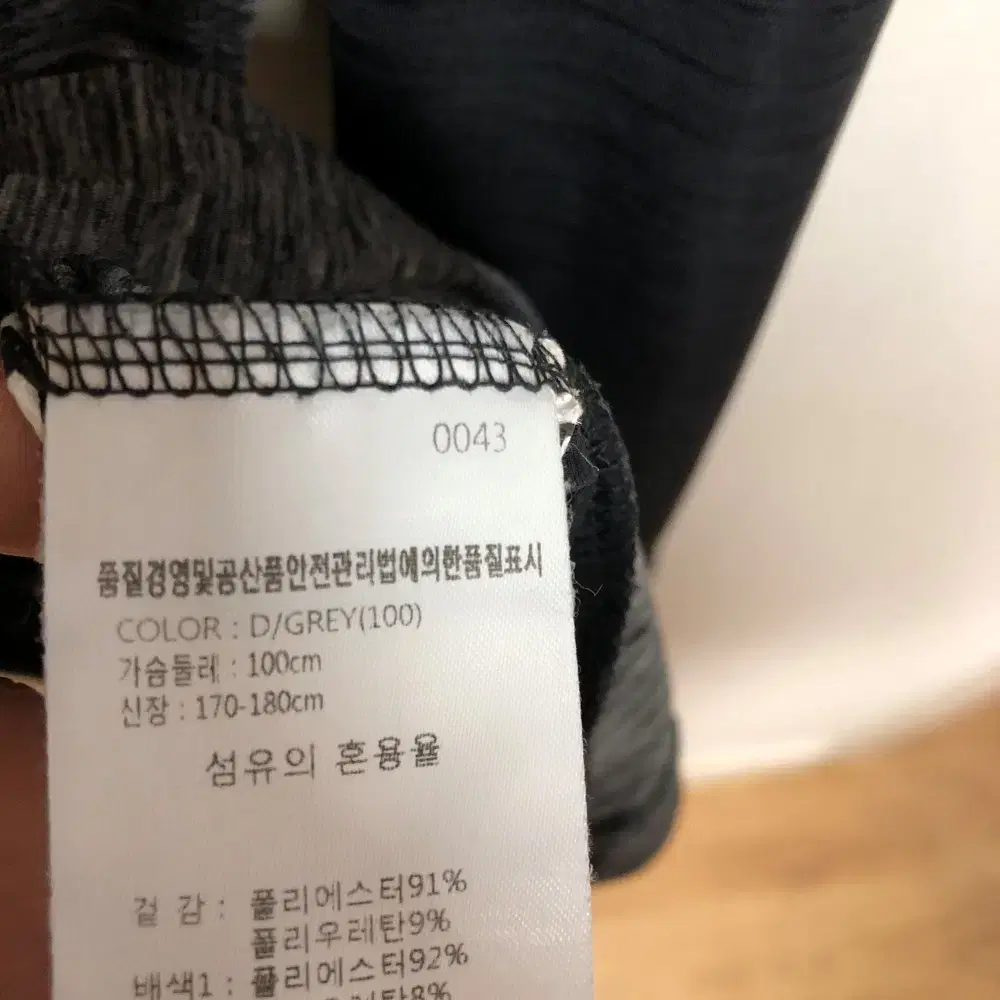 0043
품질경영및공산품안전관리법에의한품질표시
COLOR : D/GREY(100)
가슴둘레 : 100cm
신장 : 170-180cm
섬유의 혼용율
겉 감 : 폴리에스터91%
폴리우레탄9%
배색1 : 폴리에스터92%